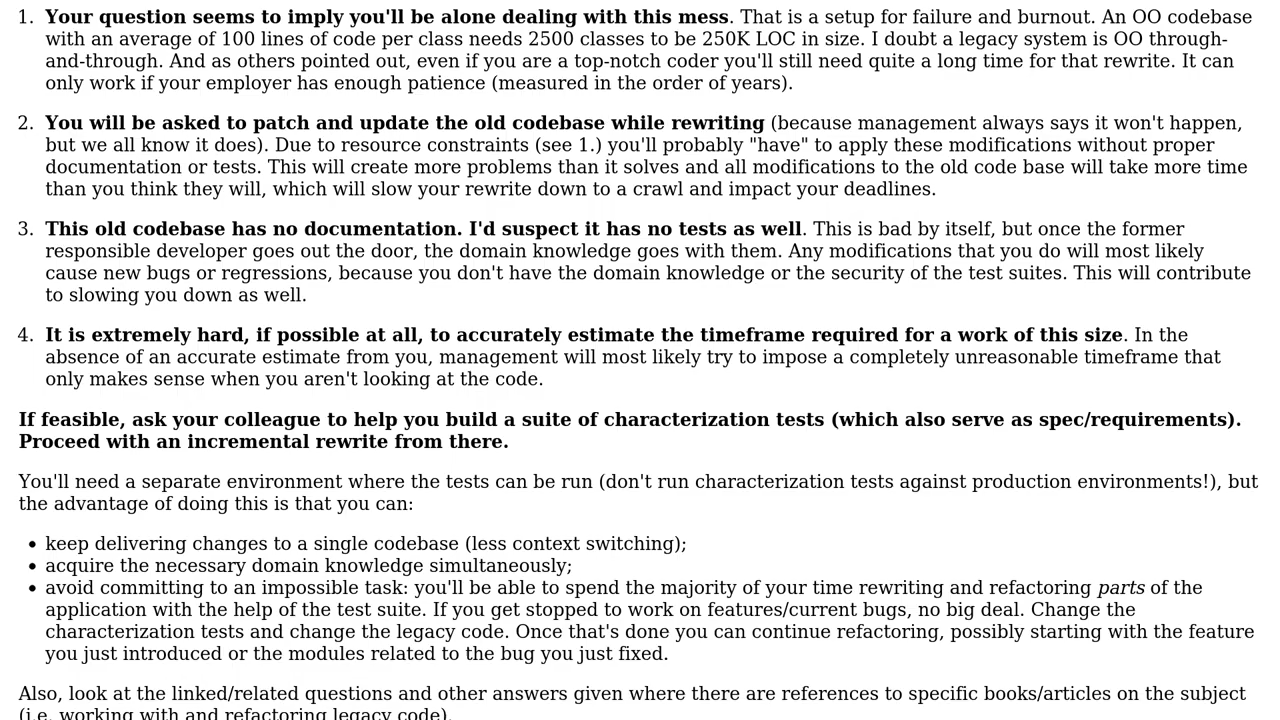 1. Your question seems to imply you'll be alone dealing with this mess. That is a setup for failure and burnout. An OO codebase
with an average of 100 lines of code per class needs 2500 classes to be 250K LOC in size. I doubt a legacy system is OO through-
and-through. And as others pointed out, even if you are a top-notch coder you'll still need quite a long time for that rewrite. It can
only work if your employer has enough patience (measured in the order of years).
2. You will be asked to patch and update the old codebase while rewriting (because management always says it won't happen,
but we all know it does). Due to resource constraints (see 1.) you'll probably "have" to apply these modifications without proper
documentation or tests. This will create more problems than it solves and all modifications to the old code base will take more time
than you think they will, which will slow your rewrite down to a crawl and impact your deadlines.
3. This old codebase has no documentation. I'd suspect it has no tests as well. This is bad by itself, but once the former
responsible developer goes out the door, the domain knowledge goes with them. Any modifications that you do will most likely
cause new bugs or regressions, because you don't have the domain knowledge or the security of the test suites. This will contribute
to slowing you down as well.
4. It is extremely hard, if possible at all, to accurately estimate the timeframe required for a work of this size. In the
absence of an accurate estimate from you, management will most likely try to impose a completely unreasonable timeframe that
only makes sense when you aren't looking at the code.
If feasible, ask your colleague to help you build a suite of characterization tests (which also serve as spec/requirements).
Proceed with an incremental rewrite from there.
You'll need a separate environment where the tests can be run (don't run characterization tests against production environments!), but
the advantage of doing this is that you can:
• keep delivering changes to a single codebase (less context switching);
• acquire the necessary domain knowledge simultaneously;
• avoid committing to an impossible task: you'll be able to spend the majority of your time rewriting and refactoring parts of the
application with the help of the test suite. If you get stopped to work on features/current bugs, no big deal. Change the
characterization tests and change the legacy code. Once that's done you can continue refactoring, possibly starting with the feature
you just introduced or the modules related to the bug you just fixed.
Also, look at the linked/related questions and other answers given where there are references to specific books/articles on the subject
(i.e. working with and refactoring legacy code).